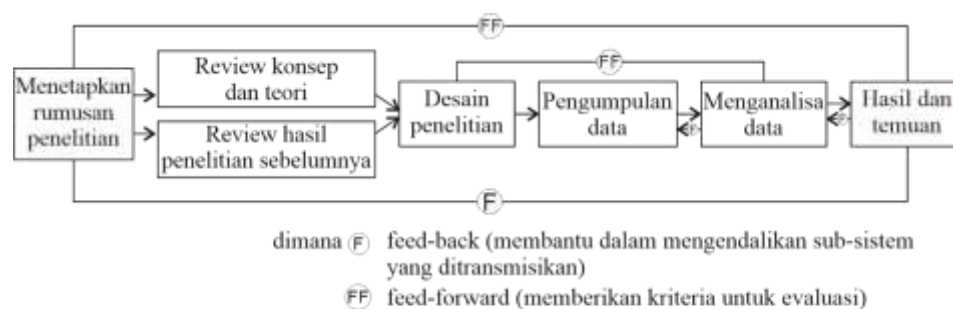 FF
Menetapkan
rumusan
penelitian
Review konsep
dan teori
Review hasil
penelitian sebelumnya
Desain
penelitian
FF
Pengumpulan
data
F
Menganalisa
data
F
Hasil dan
temuan
F
dimana F feed-back (membantu dalam mengendalikan sub-sistem
yang ditransmisikan)
FF feed-forward (memberikan kriteria untuk evaluasi)